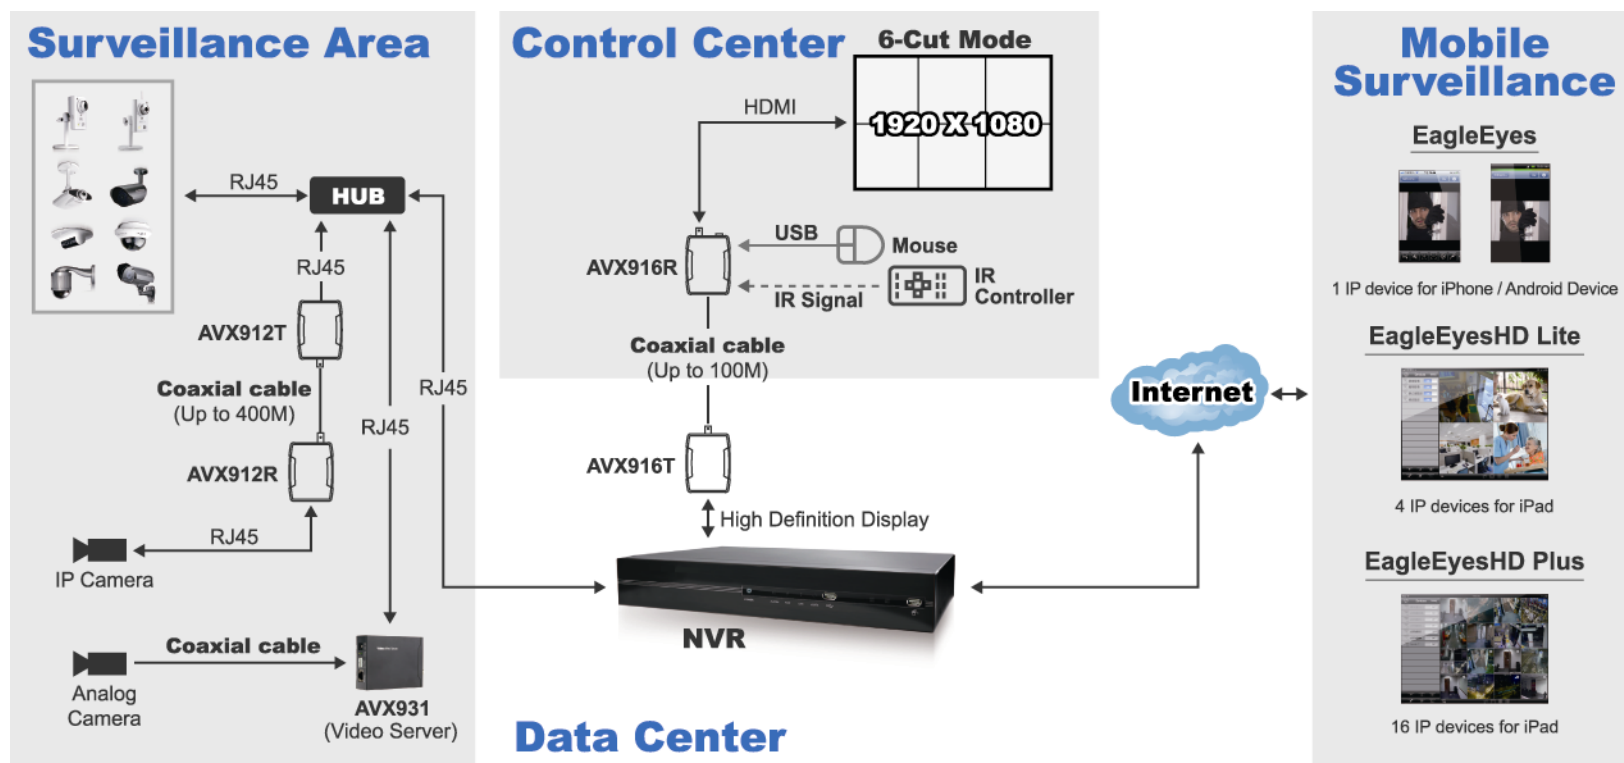 Surveillance Area
RJ45
HUB
RJ45
AVX912T
Coaxial cable
(Up to 400M)
RJ45
RJ45
AVX912R
RJ45
IP Camera
Coaxial cable
Analog
Camera
AVX931
(Video Server)
Control Center
6-Cut Mode
HDMI
1920 X 1080
USB
Mouse
AVX916R
IR Signal
IR
Controller
Coaxial cable
(Up to 100M)
AVX916T
High Definition Display
NVR
Data Center
Internet
Mobile
Surveillance
EagleEyes
1 IP device for iPhone / Android Device
EagleEyesHD Lite
4 IP devices for iPad
EagleEyesHD Plus
16 IP devices for iPad